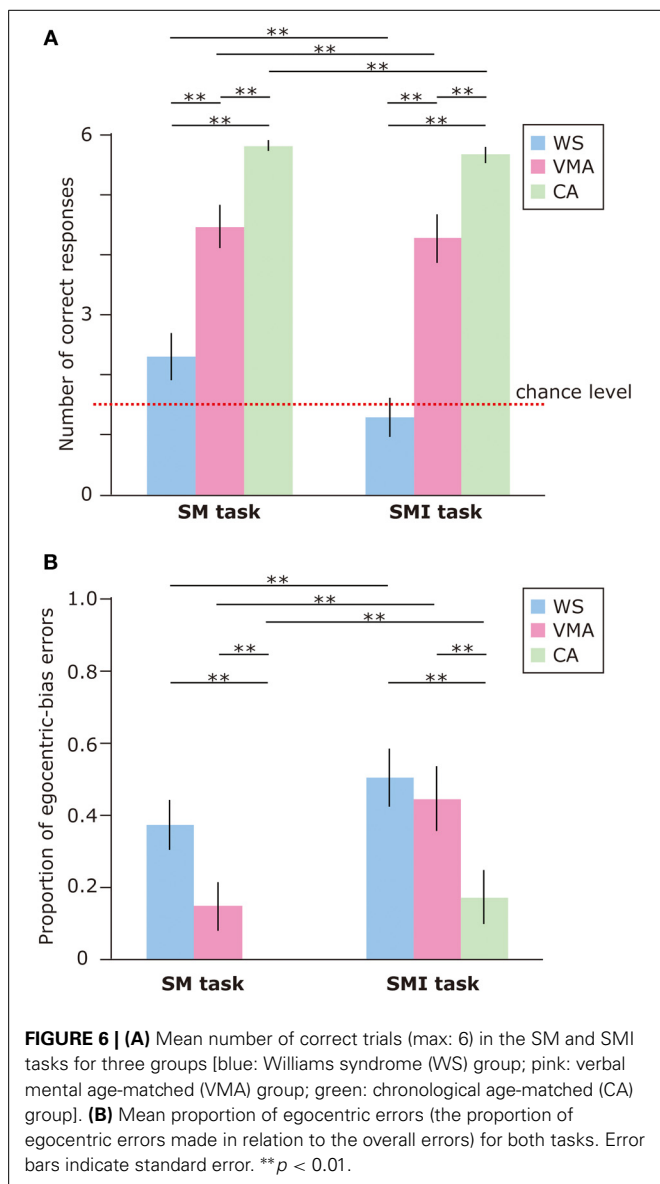 A
**
**
**
** ** ** **
** **
6
3
0
Number of correct responses
WS
VMA
CA
chance level
SM task SMI task
B
**
**
**
** **
** **
1.0
0.8
0.6
0.4
0.2
0
Proportion of egocentric-bias errors
WS
VMA
CA
SM task SMI task
FIGURE 6 | (A) Mean number of correct trials (max: 6) in the SM and SMI
tasks for three groups [blue: Williams syndrome (WS) group; pink: verbal
mental age-matched (VMA) group; green: chronological age-matched (CA)
group]. (B) Mean proportion of egocentric errors (the proportion of
egocentric errors made in relation to the overall errors) for both tasks. Error
bars indicate standard error. **p < 0.01.